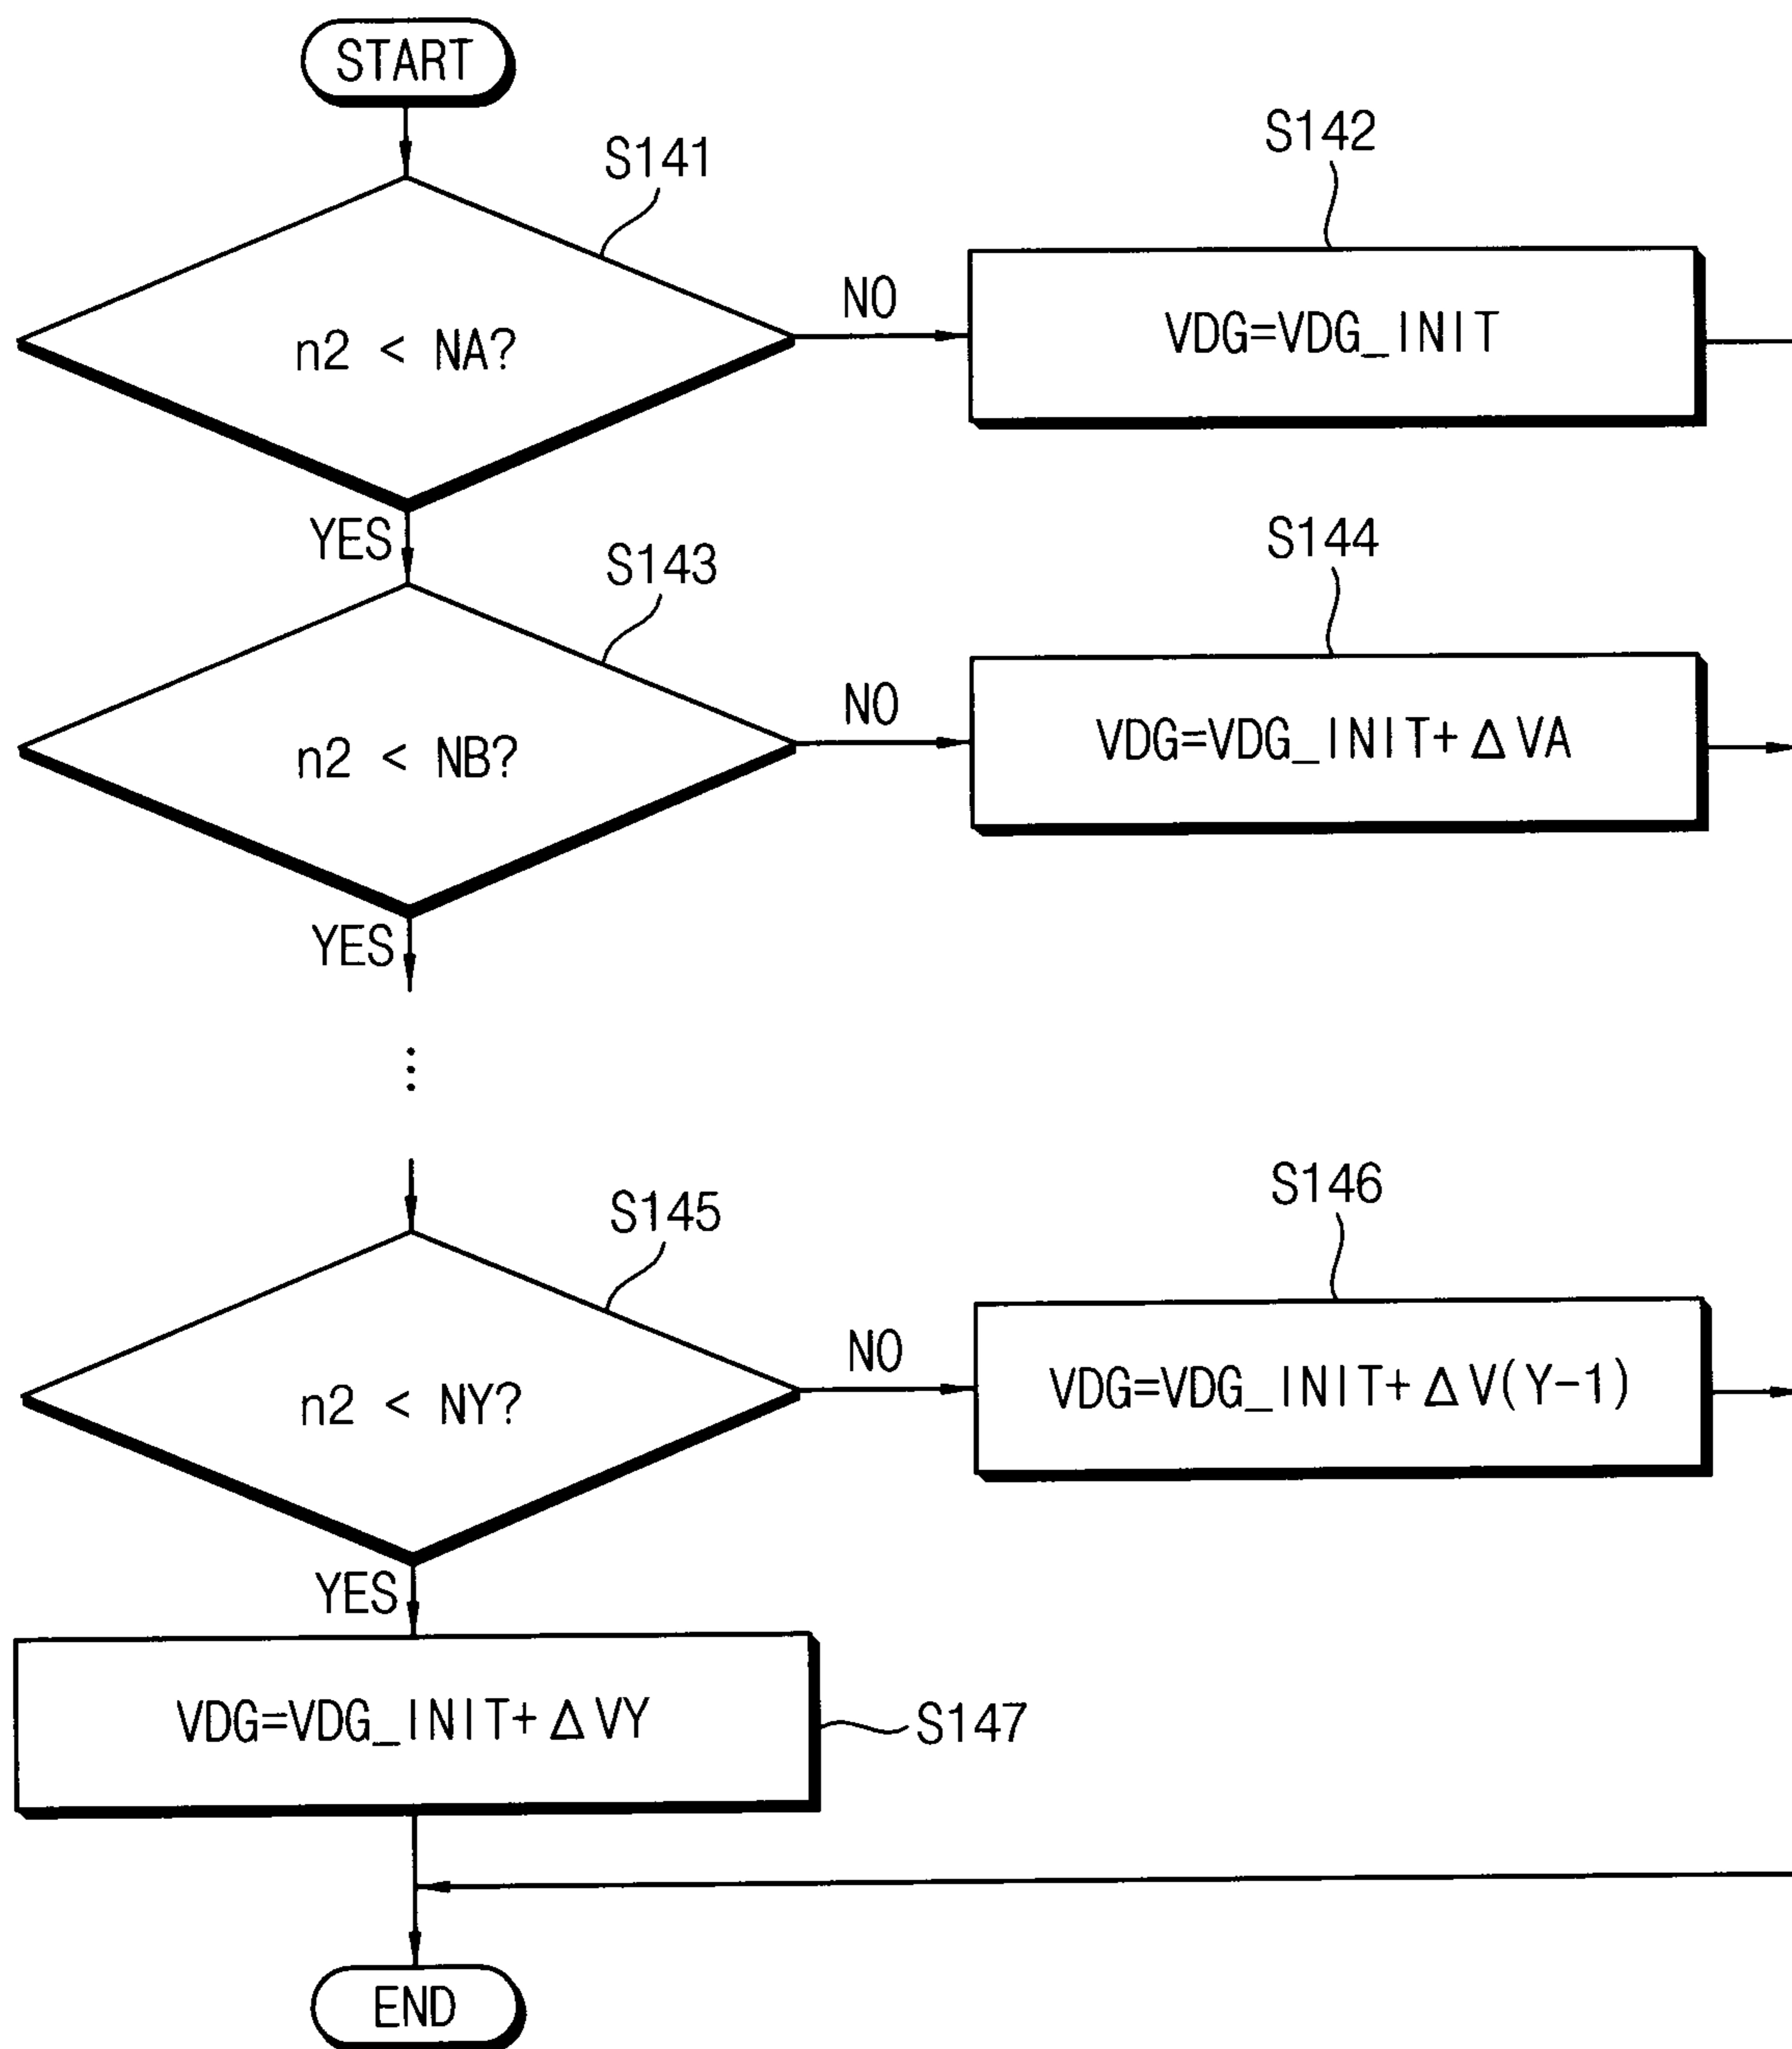 START
S141
S142
n2 < NA?
NO
VDG=VDG_INIT
YES
S143
S144
n2 < NB?
NO
VDG=VDG_INIT+ΔVA
YES
S145
S146
n2 < NY?
NO
VDG=VDG_INIT+ΔV(Y-1)
YES
VDG=VDG_INIT+ΔVY
S147
END